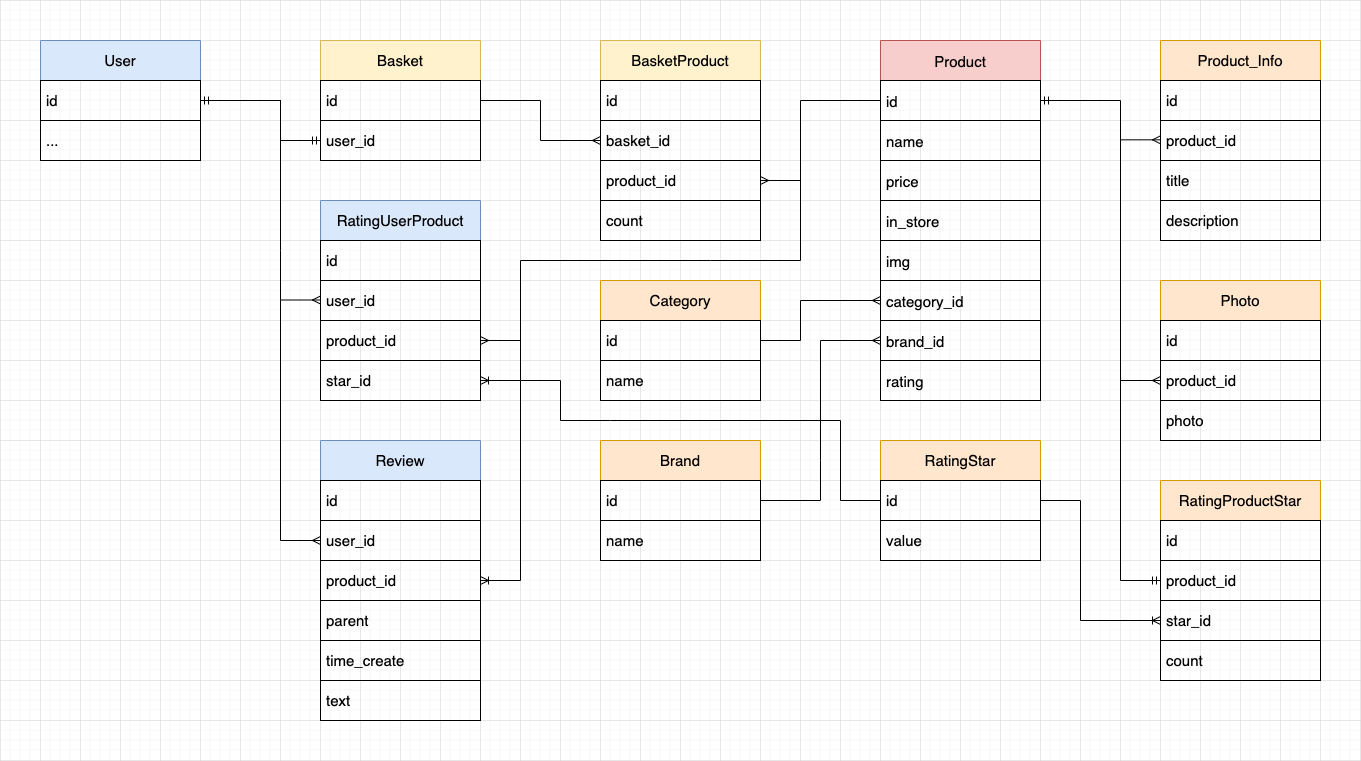 User
id
...
Basket
id
user_id
BasketProduct
id
basket_id
product_id
count
Product
id
name
price
in_store
img
category_id
brand_id
rating
Product_Info
id
product_id
title
description
RatingUserProduct
id
user_id
product_id
star_id
Category
id
name
Photo
id
product_id
photo
Review
id
user_id
product_id
parent
time_create
text
Brand
id
name
RatingStar
id
value
RatingProductStar
id
product_id
star_id
count